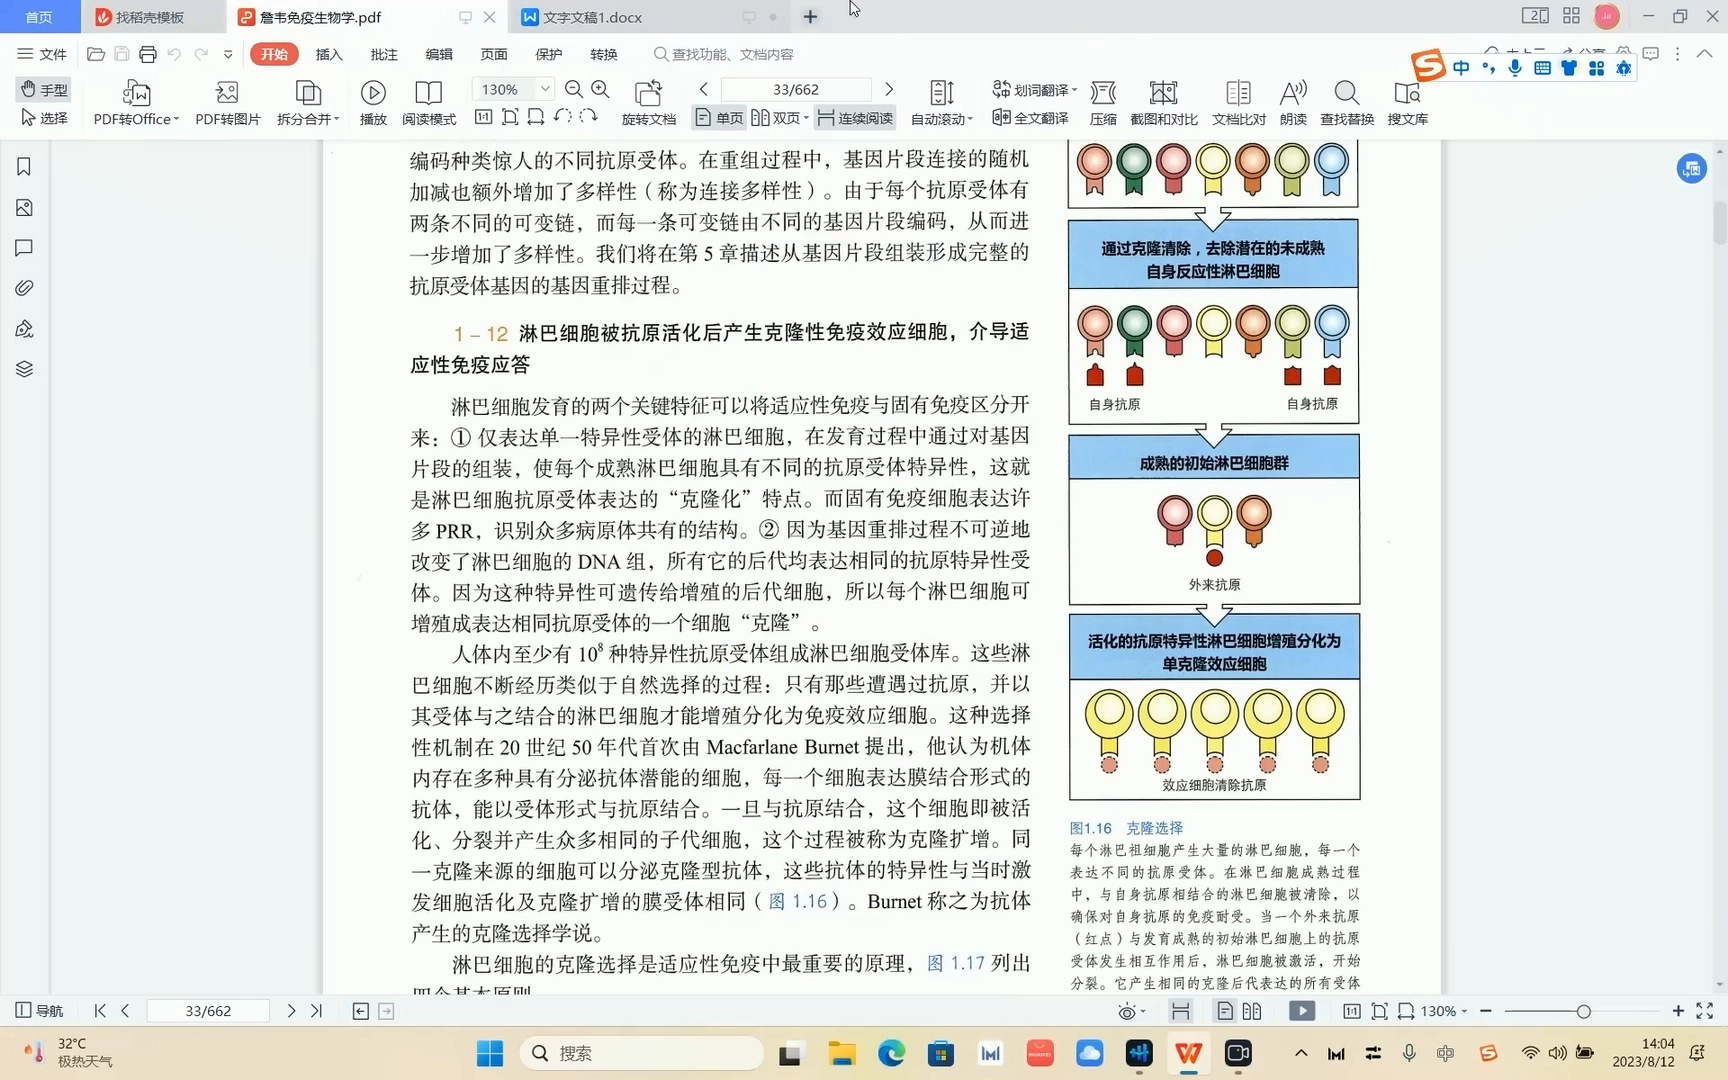 首页
找稻壳模板
詹韦免疫生物学.pdf
文字文稿1.docx
文件
开始
插入
批注
编辑
页面
保护
转换
查找功能、文档内容
中
手型
选择
PDF转Office
PDF转图片
拆分合并
播放
阅读模式
130%
旋转文档
33/662
单页
双页
连续阅读
自动滚动
划词翻译
全文翻译
压缩
截图和对比
文档比对
朗读
查找替换
搜文库
编码种类惊人的不同抗原受体。在重组过程中，基因片段连接的随机
加减也额外增加了多样性（称为连接多样性）。由于每个抗原受体有
两条不同的可变链，而每一条可变链由不同的基因片段编码，从而进
一步增加了多样性。我们将在第 5 章描述从基因片段组装形成完整的
抗原受体基因的基因重排过程。
1 – 12 淋巴细胞被抗原活化后产生克隆性免疫效应细胞，介导适
应性免疫应答
淋巴细胞发育的两个关键特征可以将适应性免疫与固有免疫区分开
来：① 仅表达单一特异性受体的淋巴细胞，在发育过程中通过对基因
片段的组装，使每个成熟淋巴细胞具有不同的抗原受体特异性，这就
是淋巴细胞抗原受体表达的“克隆化”特点。而固有免疫细胞表达许
多 PRR，识别众多病原体共有的结构。② 因为基因重排过程不可逆地
改变了淋巴细胞的 DNA 组，所有它的后代均表达相同的抗原特异性受
体。因为这种特异性可遗传给增殖的后代细胞，所以每个淋巴细胞可
增殖成表达相同抗原受体的一个细胞“克隆”。
人体内至少有 10⁸ 种特异性抗原受体组成淋巴细胞受体库。这些淋
巴细胞不断经历类似于自然选择的过程：只有那些遭遇过抗原，并以
其受体与之结合的淋巴细胞才能增殖分化为免疫效应细胞。这种选择
性机制在 20 世纪 50 年代首次由 Macfarlane Burnet 提出，他认为机体
内存在多种具有分泌抗体潜能的细胞，每一个细胞表达膜结合形式的
抗体，能以受体形式与抗原结合。一旦与抗原结合，这个细胞即被活
化、分裂并产生众多相同的子代细胞，这个过程被称为克隆扩增。同
一克隆来源的细胞可以分泌克隆型抗体，这些抗体的特异性与当时激
发细胞活化及克隆扩增的膜受体相同（图 1.16）。Burnet 称之为抗体
产生的克隆选择学说。
淋巴细胞的克隆选择是适应性免疫中最重要的原理，图 1.17 列出
四个基本原则
通过克隆清除，去除潜在的未成熟
自身反应性淋巴细胞
自身抗原
自身抗原
成熟的初始淋巴细胞群
外来抗原
活化的抗原特异性淋巴细胞增殖分化为
单克隆效应细胞
效应细胞清除抗原
图1.16 克隆选择
每个淋巴祖细胞产生大量的淋巴细胞，每一个
表达不同的抗原受体。在淋巴细胞成熟过程
中，与自身抗原相结合的淋巴细胞被清除，以
确保对自身抗原的免疫耐受。当一个外来抗原
（红点）与发育成熟的初始淋巴细胞上的抗原
受体发生相互作用后，淋巴细胞被激活，开始
分裂。它产生相同的克隆后代表达的所有受体
导航
33/662
130%
32°C
极热天气
搜索
中
14:04
2023/8/12